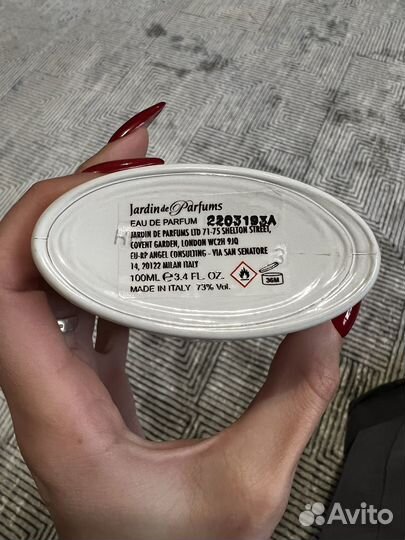 Jardin de Parfums
EAU DE PARFUM 2203193A
JARDIN DE PARFUMS LTD 71-75 SHELTON STREET,
COVENT GARDEN, LONDON WC2H 9JQ
EU-RP ANGEL CONSULTING - VIA SAN SENATORE
14, 20122 MILAN ITALY
100ML ℮ 3.4 FL. OZ.
MADE IN ITALY 73% Vol.
36M
Avito